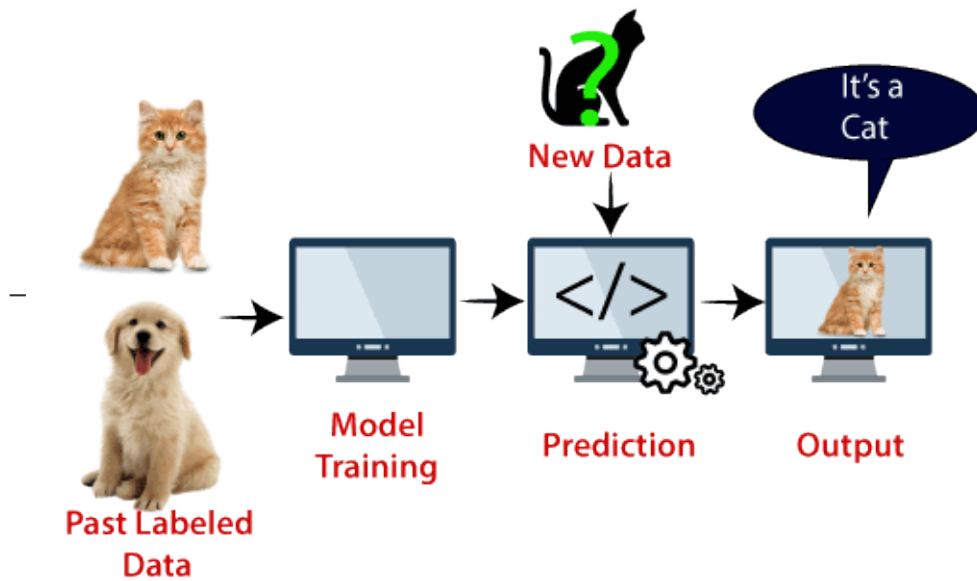 It's a
Cat
?
New Data
</>
Model
Training
Prediction
Output
Past Labeled
Data